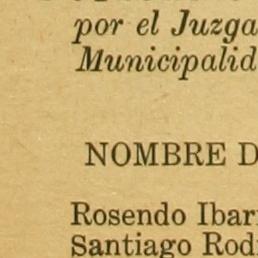 por el Juzga
Municipalid
NOMBRE D
Rosendo Ibar
Santiago Rod